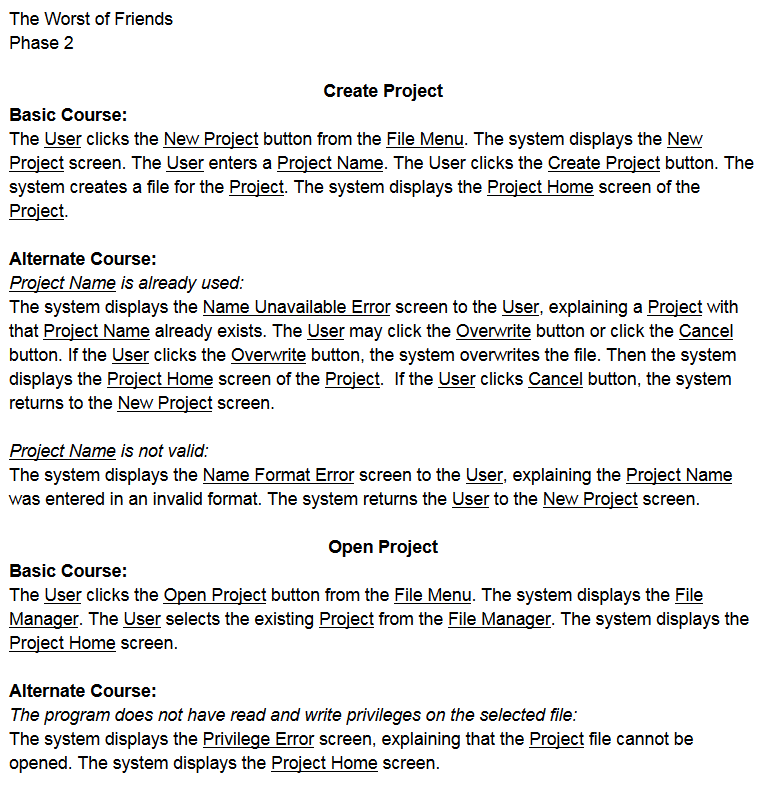 The Worst of Friends
Phase 2
Create Project
Basic Course:
The User clicks the New Project button from the File Menu. The system displays the New
Project screen. The User enters a Project Name. The User clicks the Create Project button. The
system creates a file for the Project. The system displays the Project Home screen of the
Project.
Alternate Course:
Project Name is already used:
The system displays the Name Unavailable Error screen to the User, explaining a Project with
that Project Name already exists. The User may click the Overwrite button or click the Cancel
button. If the User clicks the Overwrite button, the system overwrites the file. Then the system
displays the Project Home screen of the Project.  If the User clicks Cancel button, the system
returns to the New Project screen.
Project Name is not valid:
The system displays the Name Format Error screen to the User, explaining the Project Name
was entered in an invalid format. The system returns the User to the New Project screen.
Open Project
Basic Course:
The User clicks the Open Project button from the File Menu. The system displays the File
Manager. The User selects the existing Project from the File Manager. The system displays the
Project Home screen.
Alternate Course:
The program does not have read and write privileges on the selected file:
The system displays the Privilege Error screen, explaining that the Project file cannot be
opened. The system displays the Project Home screen.